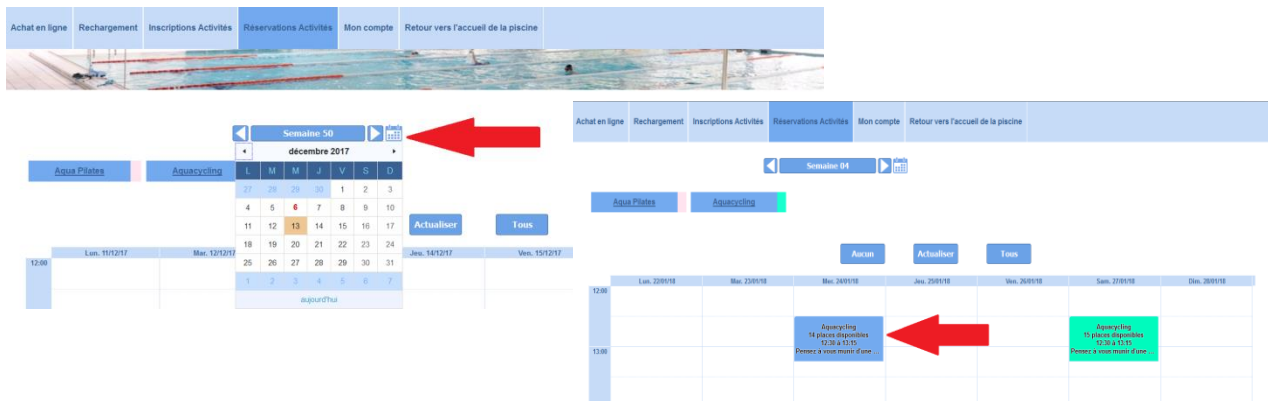 Achat en ligne Rechargement Inscriptions Activités Réservations Activités Mon compte Retour vers l'accueil de la piscine
Semaine 50
décembre 2017
Aqua Pilates Aquacycling
L M M J V S D
27 28 29 30 1 2 3
4 5 6 7 8 9 10
11 12 13 14 15 16 17
18 19 20 21 22 23 24
25 26 27 28 29 30 31
1 2 3 4 5 6 7
aujourd'hui
Actualiser Tous
Lun. 11/12/17 Mar. 12/12/17 Jeu. 14/12/17 Ven. 15/12/17
12:00
Achat en ligne Rechargement Inscriptions Activités Réservations Activités Mon compte Retour vers l'accueil de la piscine
Semaine 04
Aqua Pilates Aquacycling
Aucun Actualiser Tous
Lun. 22/01/18 Mar. 23/01/18 Mer. 24/01/18 Jeu. 25/01/18 Ven. 26/01/18 Sam. 27/01/18 Dim. 28/01/18
12:00
Aquacycling
14 places disponibles
12:30 à 13:15
Pensez à vous munir d'une ...
Aquacycling
15 places disponibles
12:30 à 13:15
Pensez à vous munir d'une ...
13:00